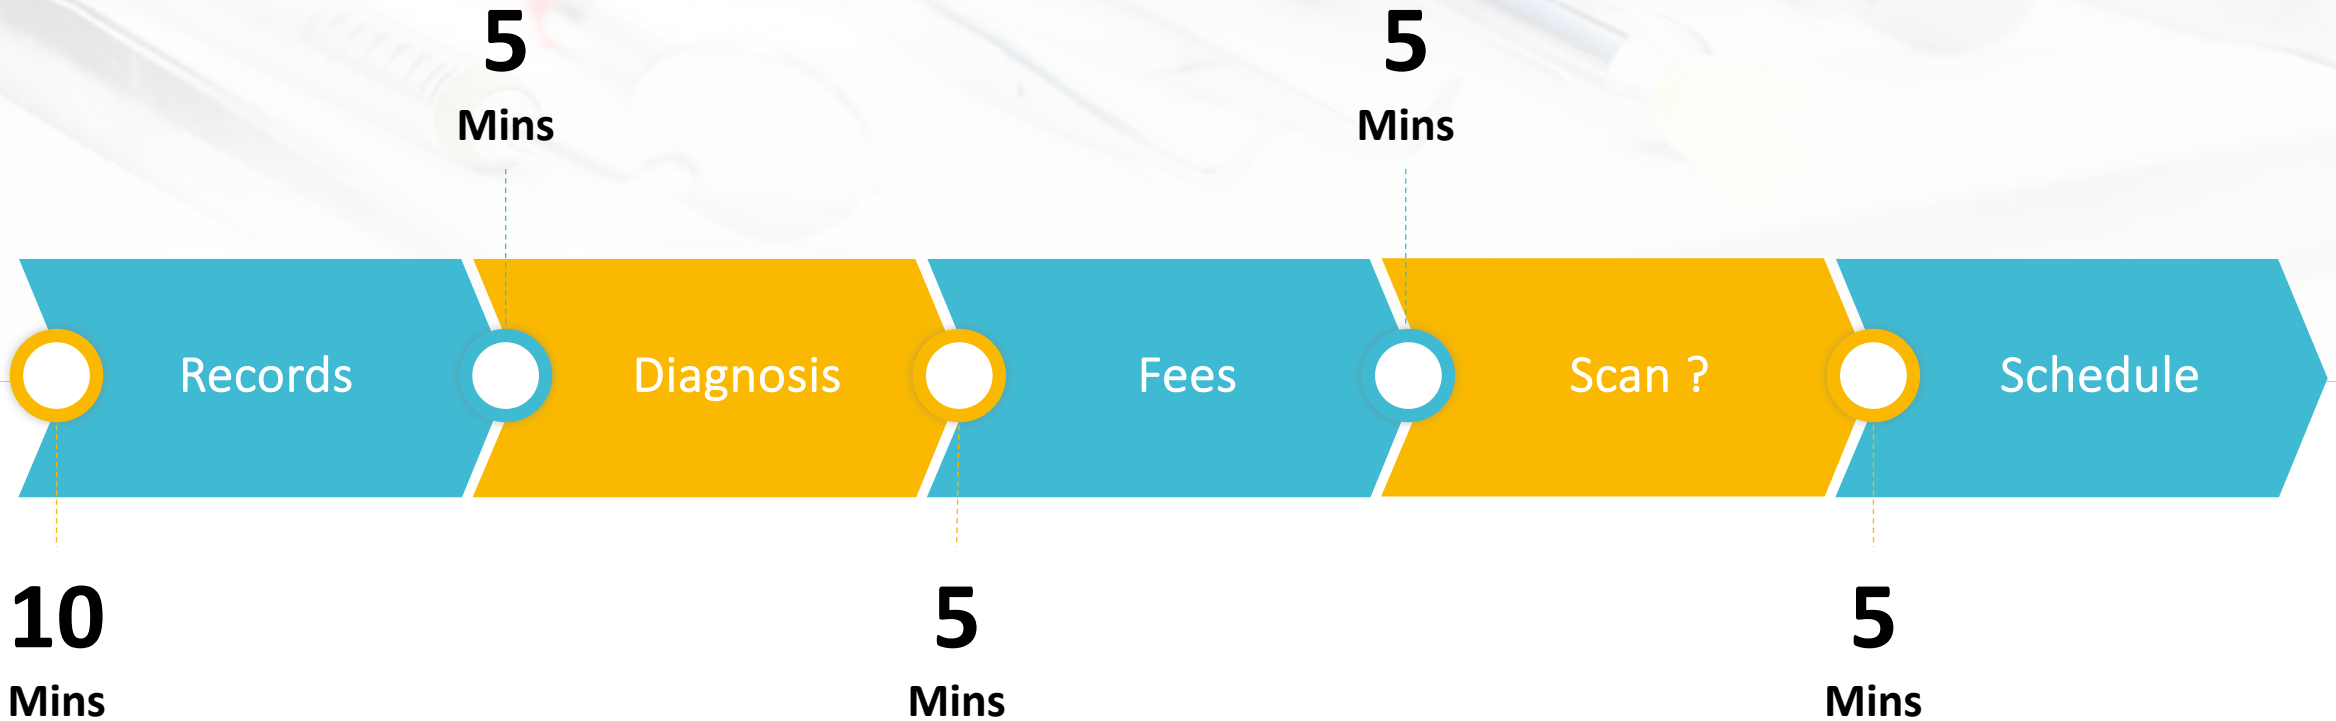 5
Mins
5
Mins
Records
Diagnosis
Fees
Scan ?
Schedule
10
Mins
5
Mins
5
Mins